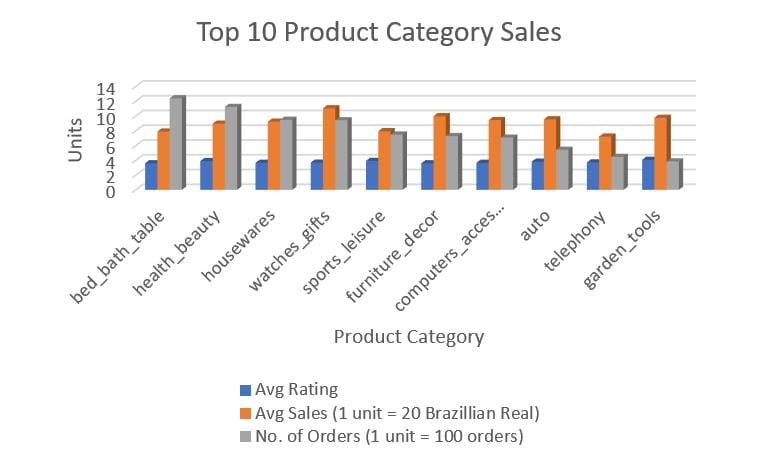 Top 10 Product Category Sales
Units
14
12
10
8
6
4
2
0
bed_bath_table
health_beauty
housewares
watches_gifts
sports_leisure
furniture_decor
computers_acces...
auto
telephony
garden_tools
Product Category
Avg Rating
Avg Sales (1 unit = 20 Brazillian Real)
No. of Orders (1 unit = 100 orders)